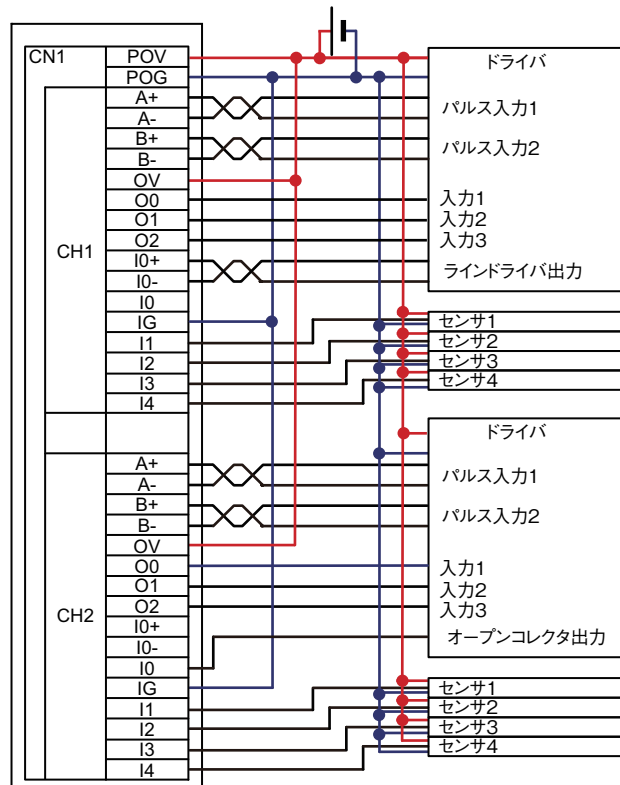 CN1
POV
POG
CH1
A+
A-
B+
B-
OV
O0
O1
O2
I0+
I0-
I0
IG
I1
I2
I3
I4
ドライバ
パルス入力1
パルス入力2
入力1
入力2
入力3
ラインドライバ出力
センサ1
センサ2
センサ3
センサ4
CH2
A+
A-
B+
B-
OV
O0
O1
O2
I0+
I0-
I0
IG
I1
I2
I3
I4
ドライバ
パルス入力1
パルス入力2
入力1
入力2
入力3
オープンコレクタ出力
センサ1
センサ2
センサ3
センサ4